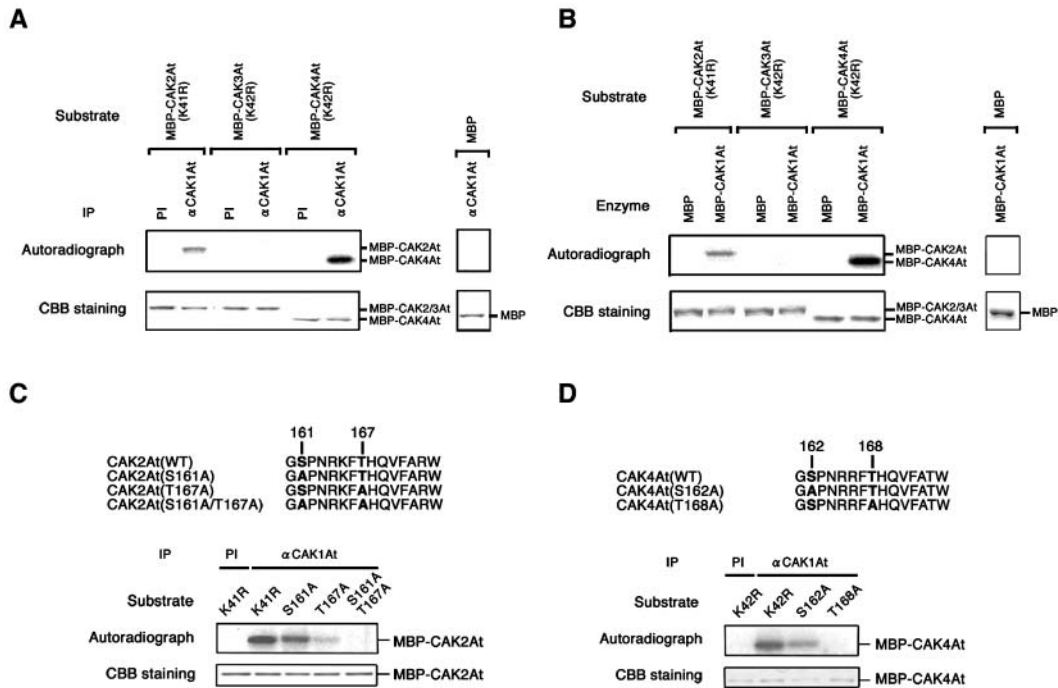 A
Substrate
MBP-CAK2At (K41R)
MBP-CAK3At (K42R)
MBP-CAK4At (K42R)
MBP
IP
PI
αCAK1At
PI
αCAK1At
PI
αCAK1At
αCAK1At
Autoradiograph
MBP-CAK2At
MBP-CAK4At
CBB staining
MBP-CAK2/3At
MBP-CAK4At
MBP
B
Substrate
MBP-CAK2At (K41R)
MBP-CAK3At (K42R)
MBP-CAK4At (K42R)
MBP
Enzyme
MBP
MBP-CAK1At
MBP
MBP-CAK1At
MBP
MBP-CAK1At
MBP-CAK1At
Autoradiograph
MBP-CAK2At
MBP-CAK4At
CBB staining
MBP-CAK2/3At
MBP-CAK4At
MBP
C
161 167
CAK2At(WT) GSPNRKFTHQVFARW
CAK2At(S161A) GAPNRKFTHQVFARW
CAK2At(T167A) GSPNRKFAHQVFARW
CAK2At(S161A/T167A) GAPNRKFAHQVFARW
IP PI αCAK1At
Substrate K41R K41R S161A T167A S161A T167A
Autoradiograph MBP-CAK2At
CBB staining MBP-CAK2At
D
162 168
CAK4At(WT) GSPNRRFTHQVFATW
CAK4At(S162A) GAPNRRFTHQVFATW
CAK4At(T168A) GSPNRRFAHQVFATW
IP PI αCAK1At
Substrate K42R K42R S162A T168A
Autoradiograph MBP-CAK4At
CBB staining MBP-CAK4At